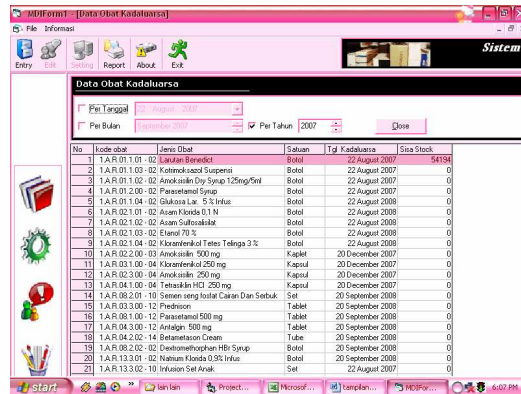 MDIForm1 - [Data Obat Kadaluarsa]
File Informasi
Entry Edit Setting Report About Exit
Sistem
Data Obat Kadaluarsa
Per Tanggal 22 August 2007
Per Bulan September 2007 Per Tahun 2007 Close
No kode obat Jenis Obat Satuan Tgl Kadaluarsa Sisa Stock
1 1.A.R.01.1.01 - 02 Larutan Benedict Botol 22 August 2007 54194
2 1.A.R.01.1.03 - 02 Kotrimoksazol Suspensi Botol 22 August 2007 0
3 1.A.R.01.1.02 - 02 Amoksisilin Dry Syrup 125mg/5ml Botol 22 August 2007 0
4 1.A.R.01.2.00 - 03 Parasetamol Syrup Botol 22 August 2007 0
5 1.A.R.01.1.04 - 02 Glukosa Lar. 5 % Infus Botol 22 August 2008 0
6 1.A.R.02.1.01 - 02 Asam Klorida 0,1 N Botol 22 August 2008 0
7 1.A.R.02.1.02 - 02 Asam Sulfosalisilat Botol 22 August 2008 0
8 1.A.R.02.1.03 - 02 Etanol 70 % Botol 22 August 2008 0
9 1.A.R.02.1.04 - 02 Kloramfenikol Tetes Telinga 3 % Botol 22 August 2008 0
10 1.A.R.02.2.00 - 03 Amoksisilin 500 mg Kaplet 20 December 2007 0
11 1.A.R.03.1.00 - 04 Kloramfenikol 250 mg Kapsul 20 December 2007 0
12 1.A.R.02.3.00 - 04 Amoksisilin 250 mg Kapsul 20 December 2007 0
13 1.A.R.04.1.00 - 04 Tetrasiklin HCl 250 mg Kapsul 20 December 2007 0
14 1.A.R.08.2.01 - 10 Semen seng fostat Cairan Dan Serbuk Set 20 September 2008 0
15 1.A.R.03.3.00 - 12 Prednison Tablet 20 September 2008 0
16 1.A.R.08.1.00 - 12 Parasetamol 500 mg Tablet 20 September 2008 0
17 1.A.R.04.3.00 - 12 Antalgin 500 mg Tablet 20 September 2008 0
18 1.A.R.04.2.02 - 14 Betametason Cream Tube 20 September 2008 0
19 1.A.R.08.2.02 - 02 Dextromethorphan HBr Syrup Botol 20 September 2008 0
20 1.A.R.13.3.01 - 02 Natrium Klorida 0,9% Infus Botol 20 September 2008 0
21 1.A.R.13.3.02 - 10 Infusion Set Anak Set 22 August 2007 0
start lain lain Project... Microsof... tampilan... MDIFor... 6:07 PM